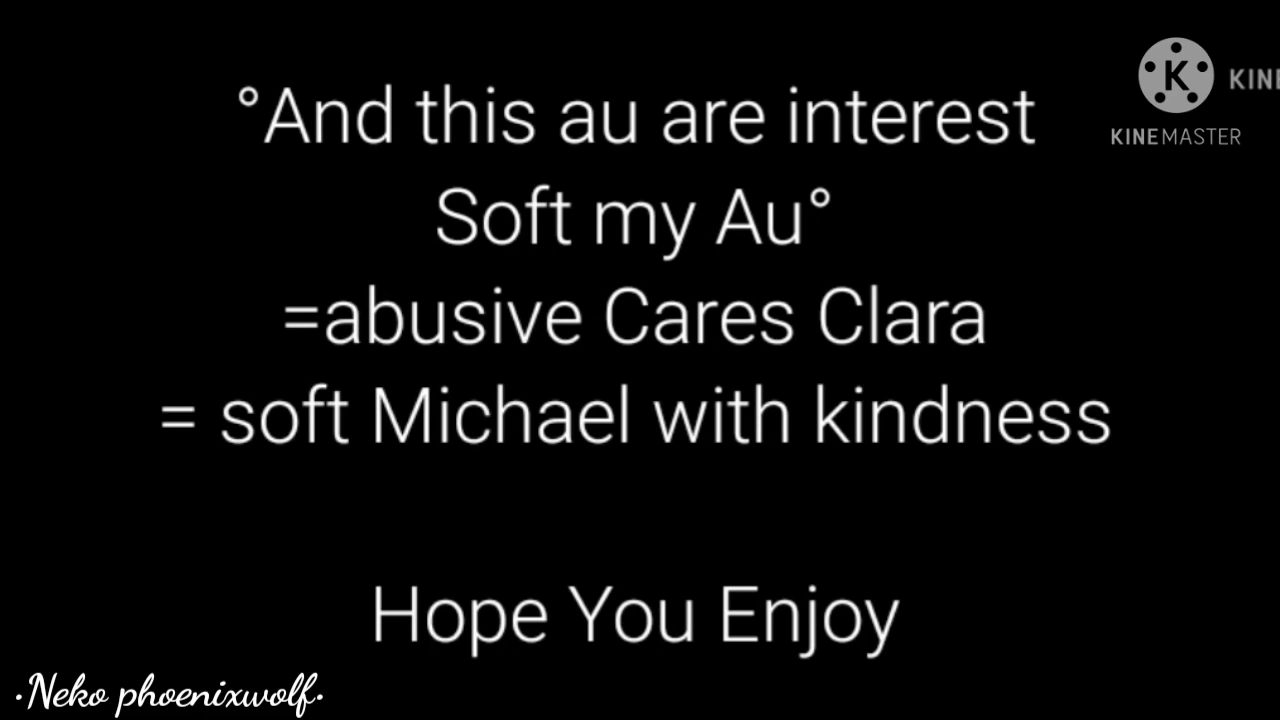 °And this au are interest
Soft my Au°
=abusive Cares Clara
= soft Michael with kindness
Hope You Enjoy
K
KINE
KINEMASTER
·Neko phoenixwolf·